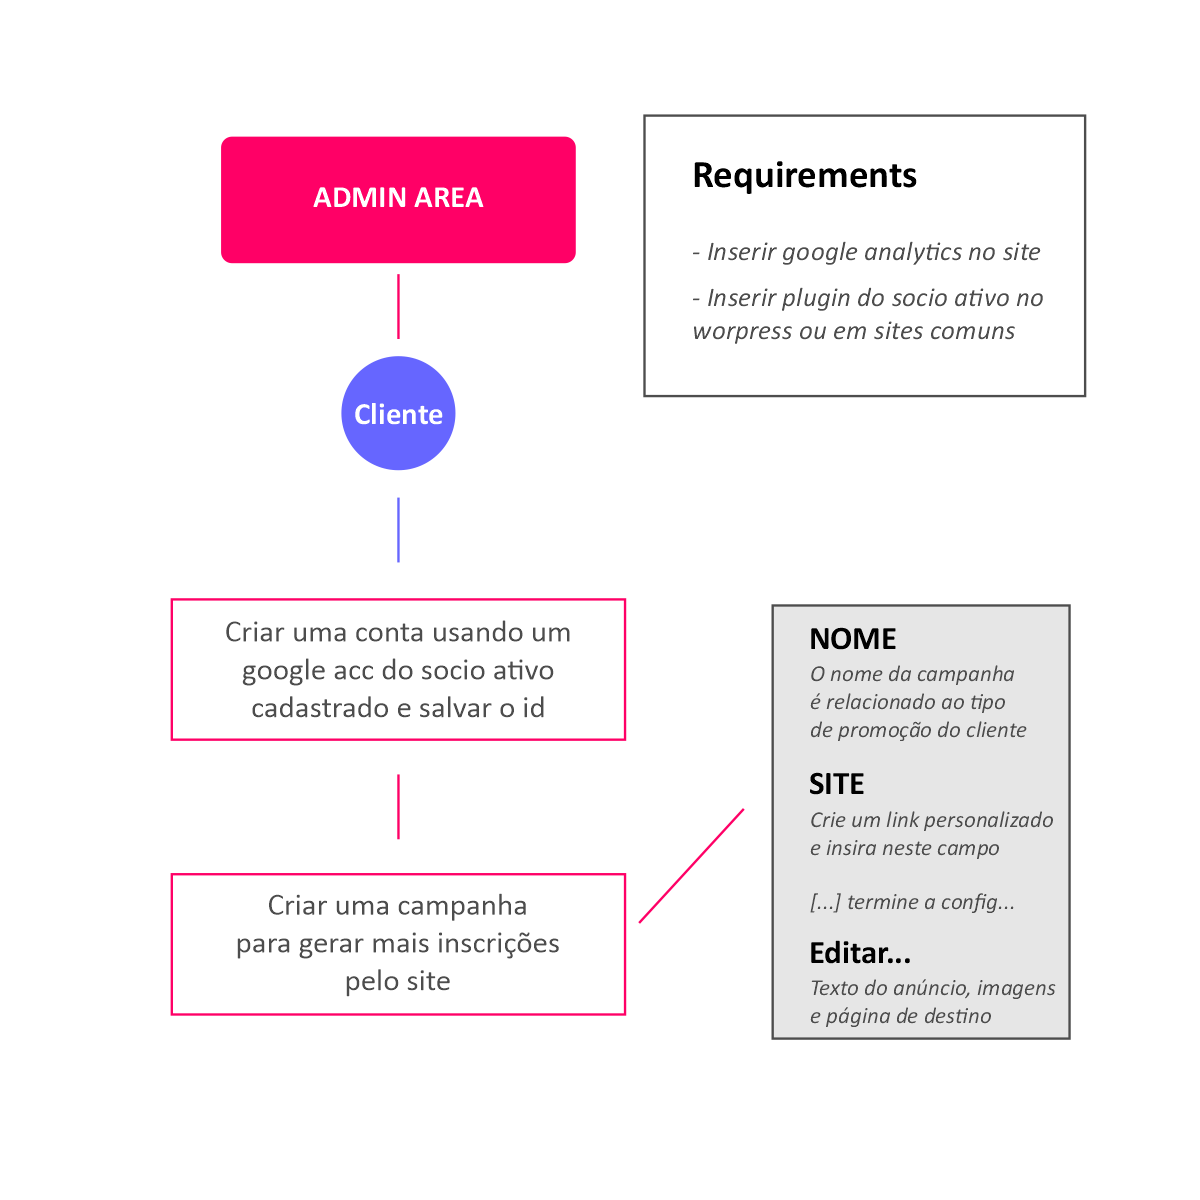 ADMIN AREA
Requirements
- Inserir google analytics no site
- Inserir plugin do socio ativo no
worpress ou em sites comuns
Cliente
Criar uma conta usando um
google acc do socio ativo
cadastrado e salvar o id
Criar uma campanha
para gerar mais inscrições
pelo site
NOME
O nome da campanha
é relacionado ao tipo
de promoção do cliente
SITE
Crie um link personalizado
e insira neste campo
[...] termine a config...
Editar...
Texto do anúncio, imagens
e página de destino